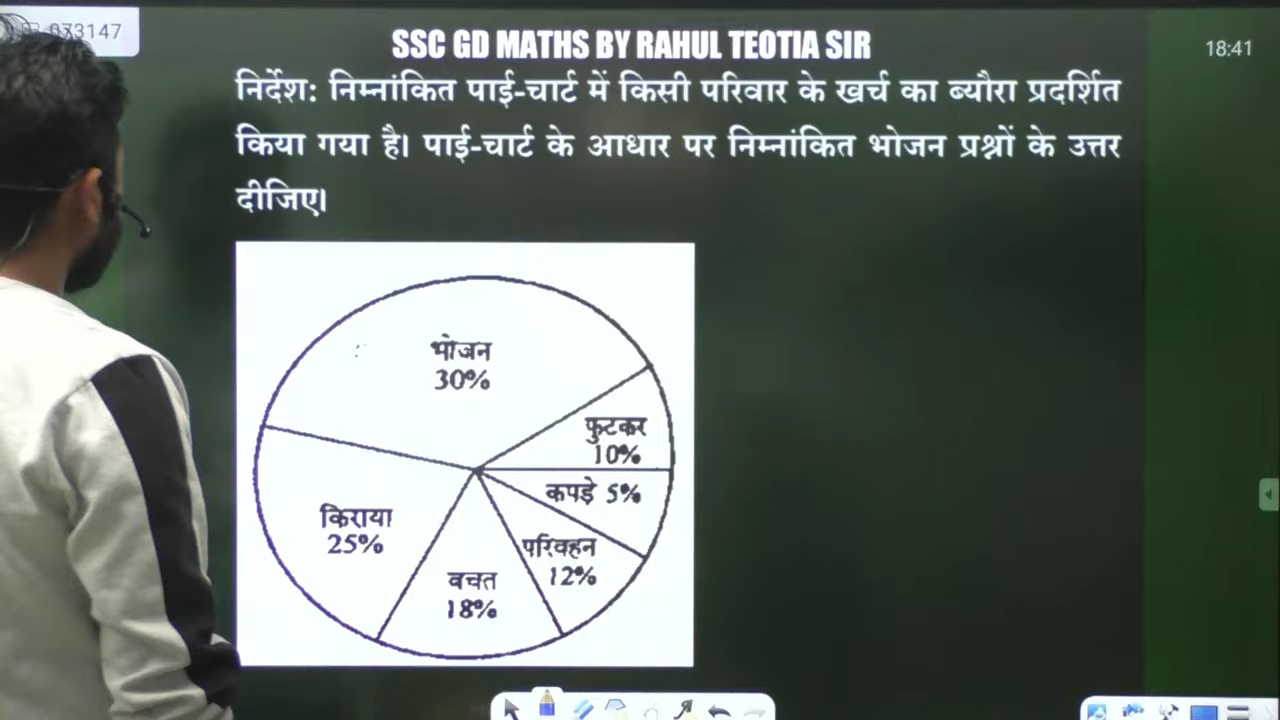 073147
SSC GD MATHS BY RAHUL TEOTIA SIR
18:41
निर्देश: निम्नांकित पाई-चार्ट में किसी परिवार के खर्च का ब्यौरा प्रदर्शित
किया गया है। पाई-चार्ट के आधार पर निम्नांकित भोजन प्रश्नों के उत्तर
दीजिए।
भोजन
30%
फुटकर
10%
कपड़े 5%
किराया
25%
परिवहन
12%
बचत
18%